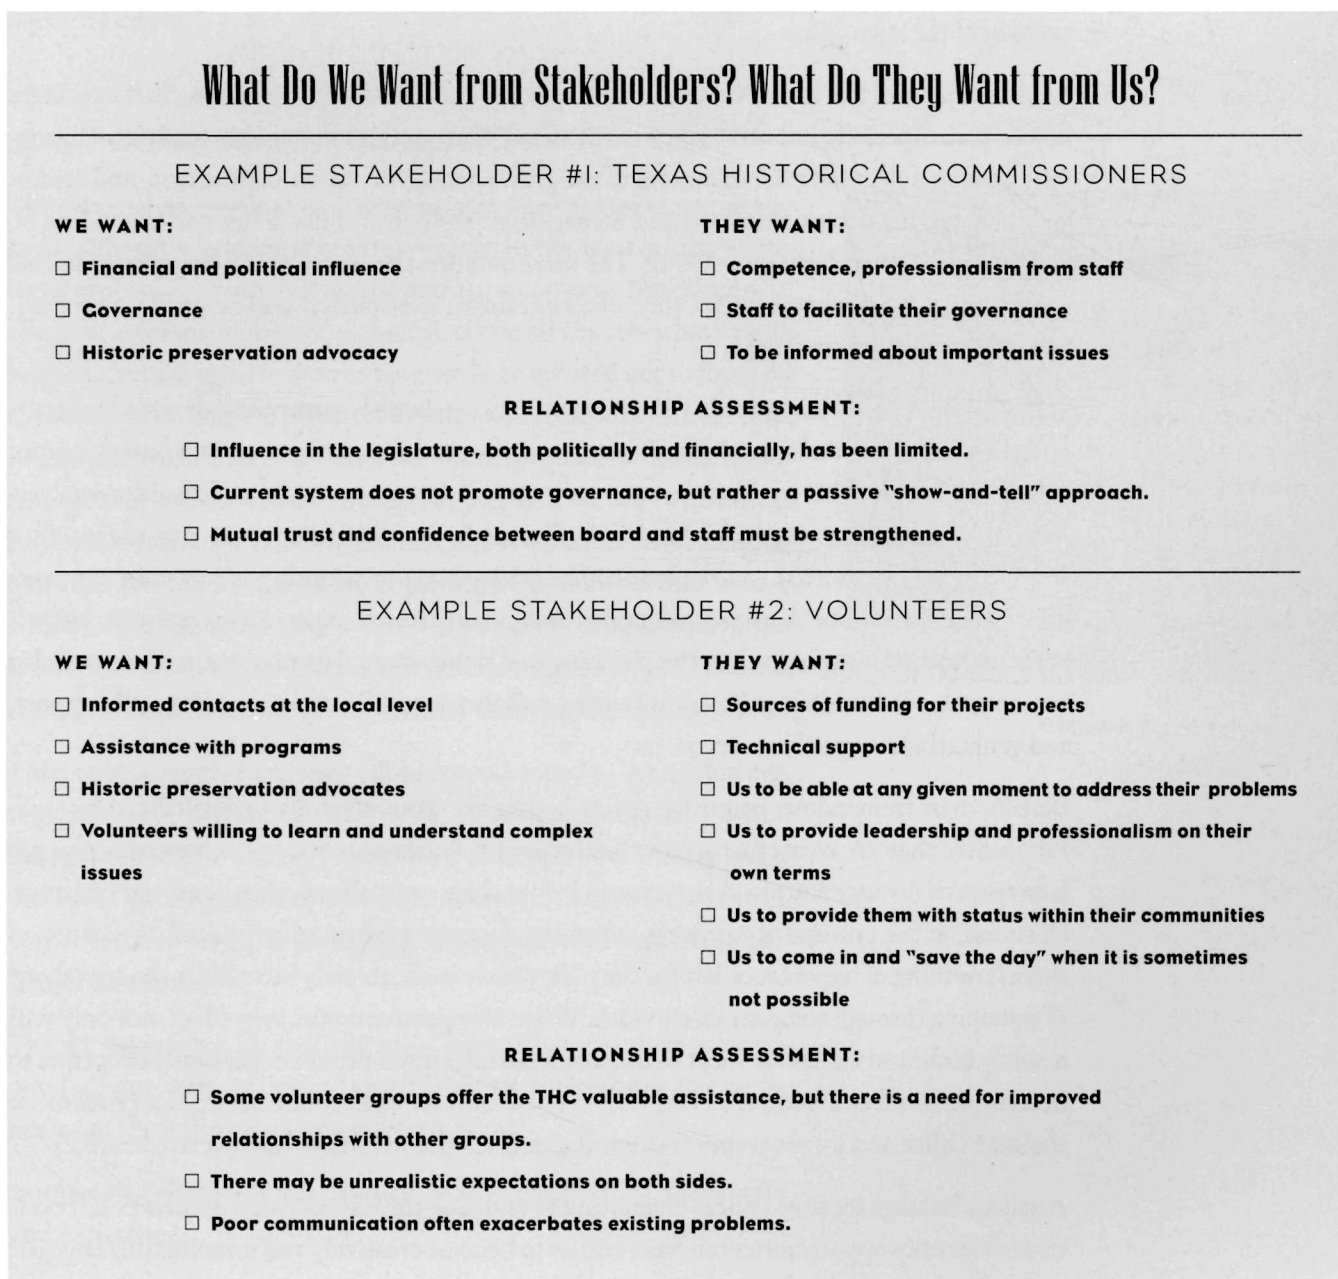 What Do We Want from Stakeholders? What Do They Want from Us?
EXAMPLE STAKEHOLDER #1: TEXAS HISTORICAL COMMISSIONERS
WE WANT:
☐ Financial and political influence
☐ Governance
☐ Historic preservation advocacy
THEY WANT:
☐ Competence, professionalism from staff
☐ Staff to facilitate their governance
☐ To be informed about important issues
RELATIONSHIP ASSESSMENT:
☐ Influence in the legislature, both politically and financially, has been limited.
☐ Current system does not promote governance, but rather a passive "show-and-tell" approach.
☐ Mutual trust and confidence between board and staff must be strengthened.
EXAMPLE STAKEHOLDER #2: VOLUNTEERS
WE WANT:
☐ Informed contacts at the local level
☐ Assistance with programs
☐ Historic preservation advocates
☐ Volunteers willing to learn and understand complex
issues
THEY WANT:
☐ Sources of funding for their projects
☐ Technical support
☐ Us to be able at any given moment to address their problems
☐ Us to provide leadership and professionalism on their
own terms
☐ Us to provide them with status within their communities
☐ Us to come in and "save the day" when it is sometimes
not possible
RELATIONSHIP ASSESSMENT:
☐ Some volunteer groups offer the THC valuable assistance, but there is a need for improved
relationships with other groups.
☐ There may be unrealistic expectations on both sides.
☐ Poor communication often exacerbates existing problems.